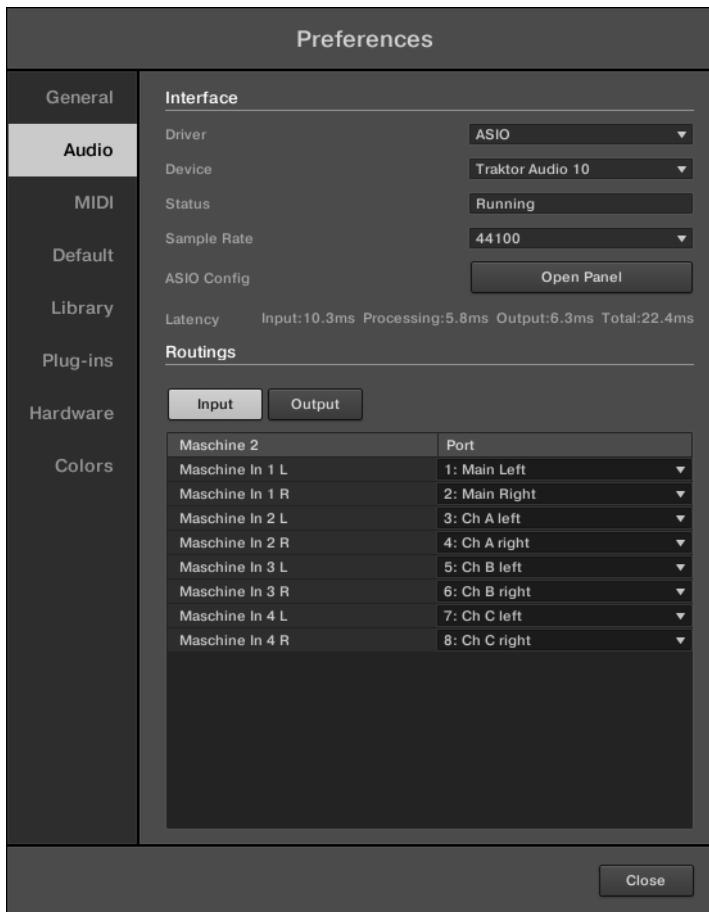 Preferences
General
Audio
MIDI
Default
Library
Plug-ins
Hardware
Colors
Interface
Driver ASIO
Device Traktor Audio 10
Status Running
Sample Rate 44100
ASIO Config Open Panel
Latency Input:10.3ms Processing:5.8ms Output:6.3ms Total:22.4ms
Routings
Input Output
Maschine 2 Port
Maschine In 1 L 1: Main Left
Maschine In 1 R 2: Main Right
Maschine In 2 L 3: Ch A left
Maschine In 2 R 4: Ch A right
Maschine In 3 L 5: Ch B left
Maschine In 3 R 6: Ch B right
Maschine In 4 L 7: Ch C left
Maschine In 4 R 8: Ch C right
Close